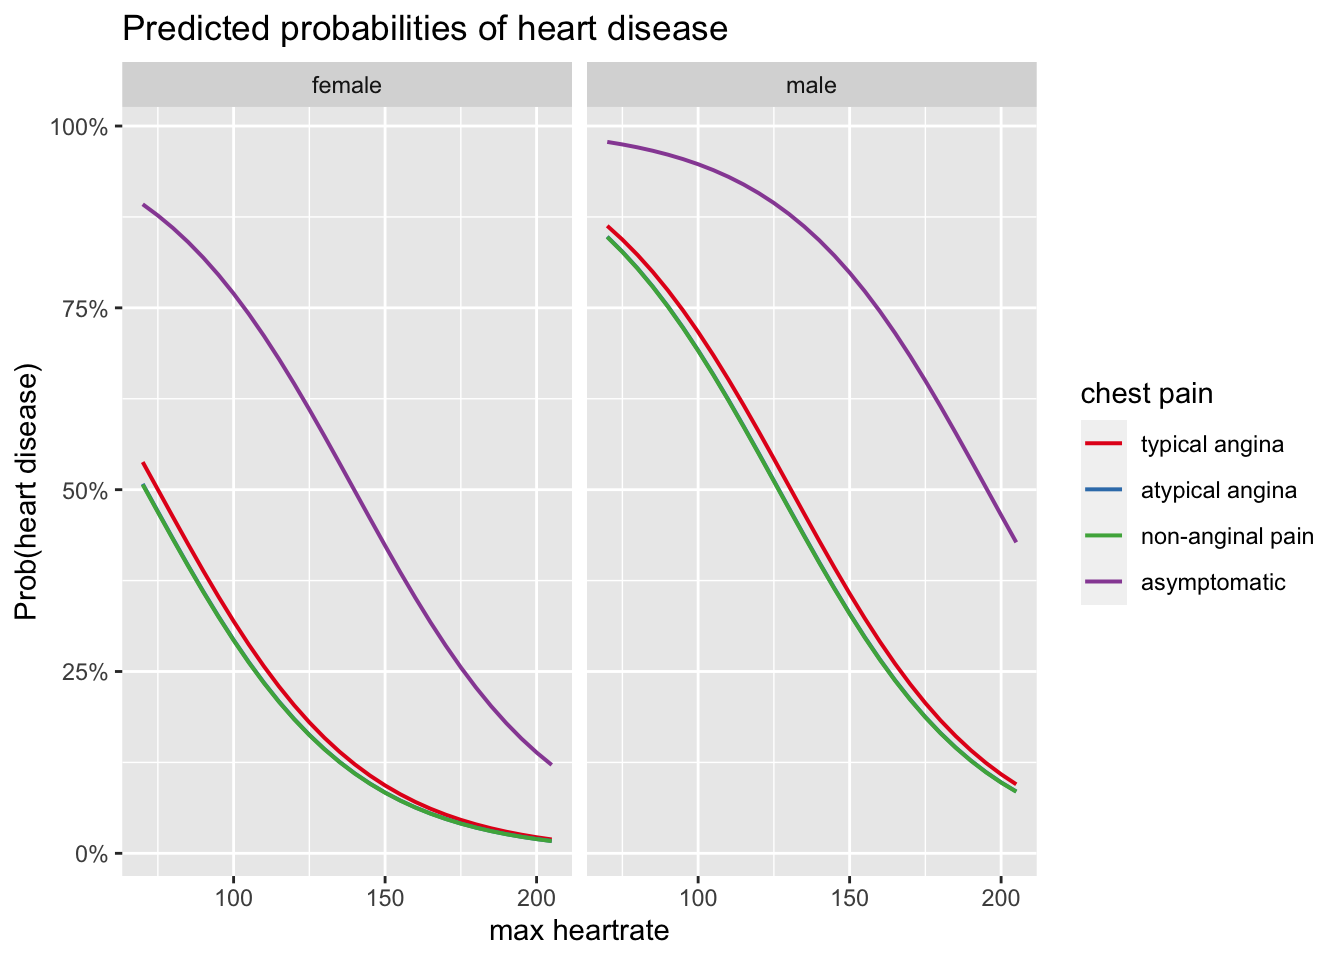 Predicted probabilities of heart disease
female
male
100%
75%
50%
25%
0%
Prob(heart disease)
100
150
200
100
150
200
max heartrate
chest pain
typical angina
atypical angina
non-anginal pain
asymptomatic